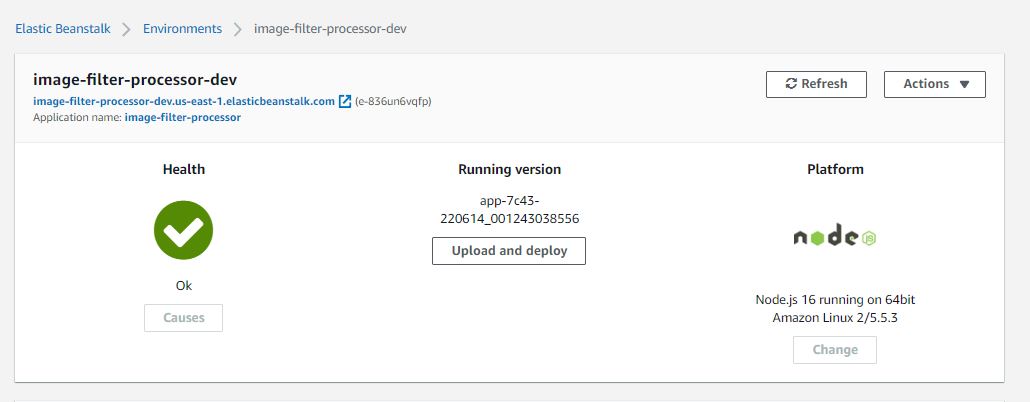 Elastic Beanstalk > Environments > image-filter-processor-dev
image-filter-processor-dev
Refresh
Actions
image-filter-processor-dev.us-east-1.elasticbeanstalk.com (e-836un6vqfp)
Application name: image-filter-processor
Health
Running version
Platform
app-7c43-
220614_001243038556
Upload and deploy
node
JS
Ok
Causes
Node.js 16 running on 64bit
Amazon Linux 2/5.5.3
Change